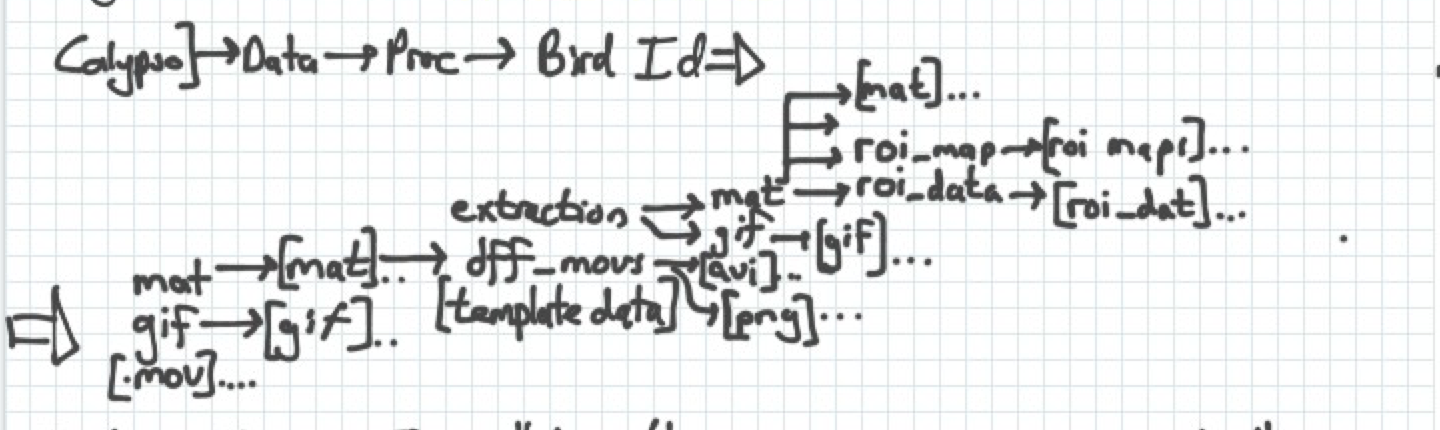 Calypso]→Data→Proc→ Bird Id⇒
→[mat]...
→
→ roi_map→[roi maps]...
extraction → mat → roi_data → [roi_dat]...
→ gif→[gif]...
mat→[mat]..→ dff_movs →[avi]..
⇒ gif→[gif].. [template data] →[png]...
[.mov]....